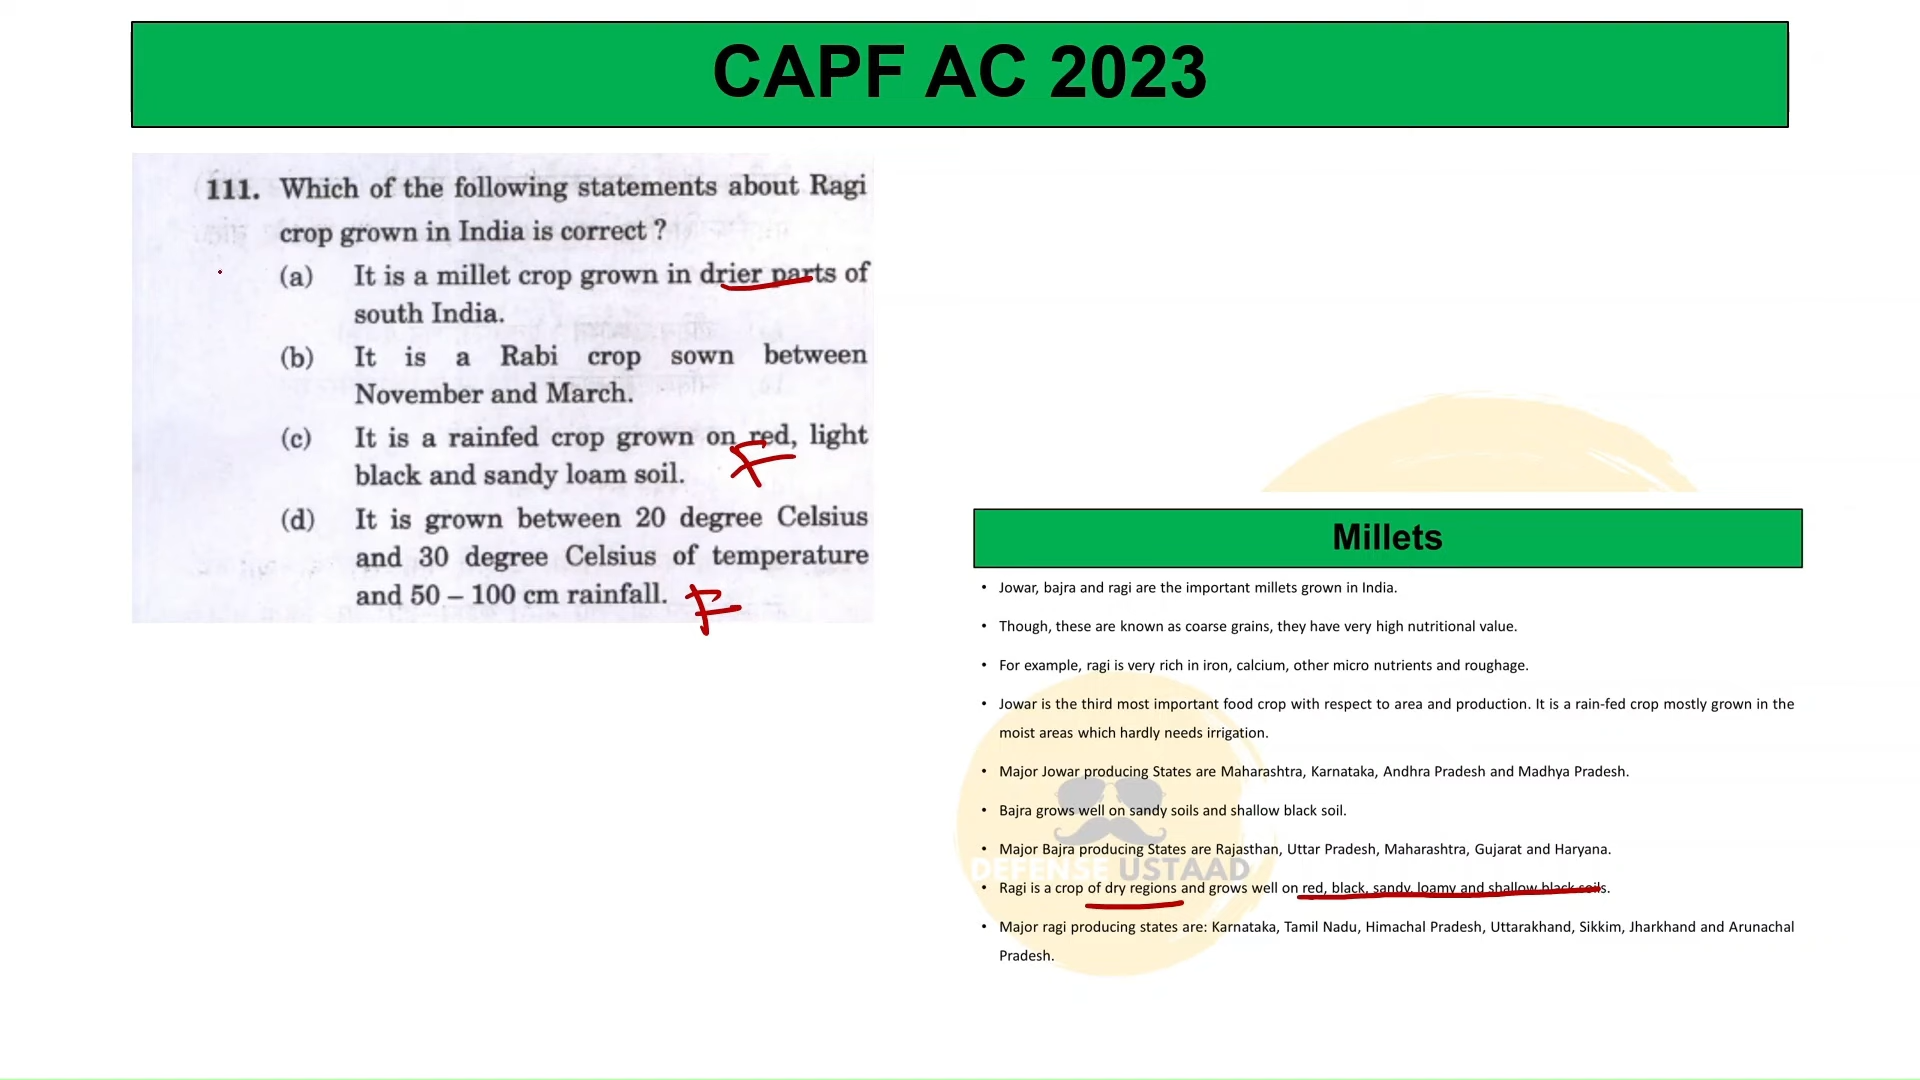 CAPF AC 2023
111. Which of the following statements about Ragi
crop grown in India is correct ?
(a) It is a millet crop grown in drier parts of
south India.
(b) It is a Rabi crop sown between
November and March.
(c) It is a rainfed crop grown on red, light
black and sandy loam soil.
F
(d) It is grown between 20 degree Celsius
and 30 degree Celsius of temperature
and 50 – 100 cm rainfall.
F
Millets
• Jowar, bajra and ragi are the important millets grown in India.
• Though, these are known as coarse grains, they have very high nutritional value.
• For example, ragi is very rich in iron, calcium, other micro nutrients and roughage.
• Jowar is the third most important food crop with respect to area and production. It is a rain-fed crop mostly grown in the
moist areas which hardly needs irrigation.
• Major Jowar producing States are Maharashtra, Karnataka, Andhra Pradesh and Madhya Pradesh.
• Bajra grows well on sandy soils and shallow black soil.
• Major Bajra producing States are Rajasthan, Uttar Pradesh, Maharashtra, Gujarat and Haryana.
DEFENSE USTAAD
• Ragi is a crop of dry regions and grows well on red, black, sandy, loamy and shallow black soils.
• Major ragi producing states are: Karnataka, Tamil Nadu, Himachal Pradesh, Uttarakhand, Sikkim, Jharkhand and Arunachal
Pradesh.